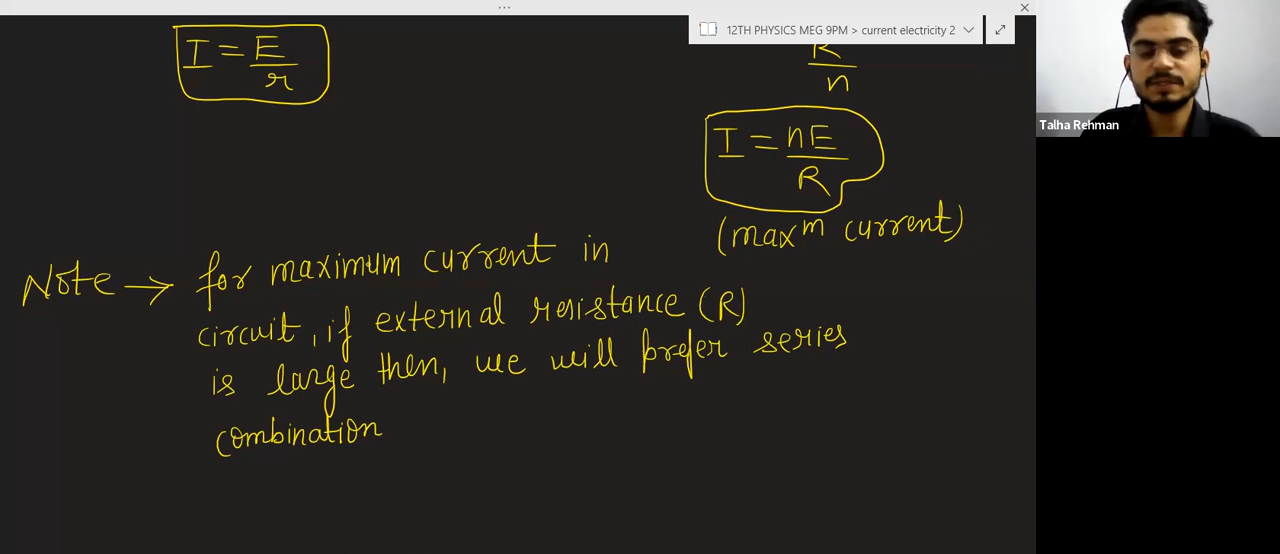 12TH PHYSICS MEG 9PM > current electricity 2
I = E
r
R
n
I = nE
R
(maxᵐ current)
Talha Rehman
Note → for maximum current in
circuit, if external resistance (R)
is large then, we will prefer series
combination